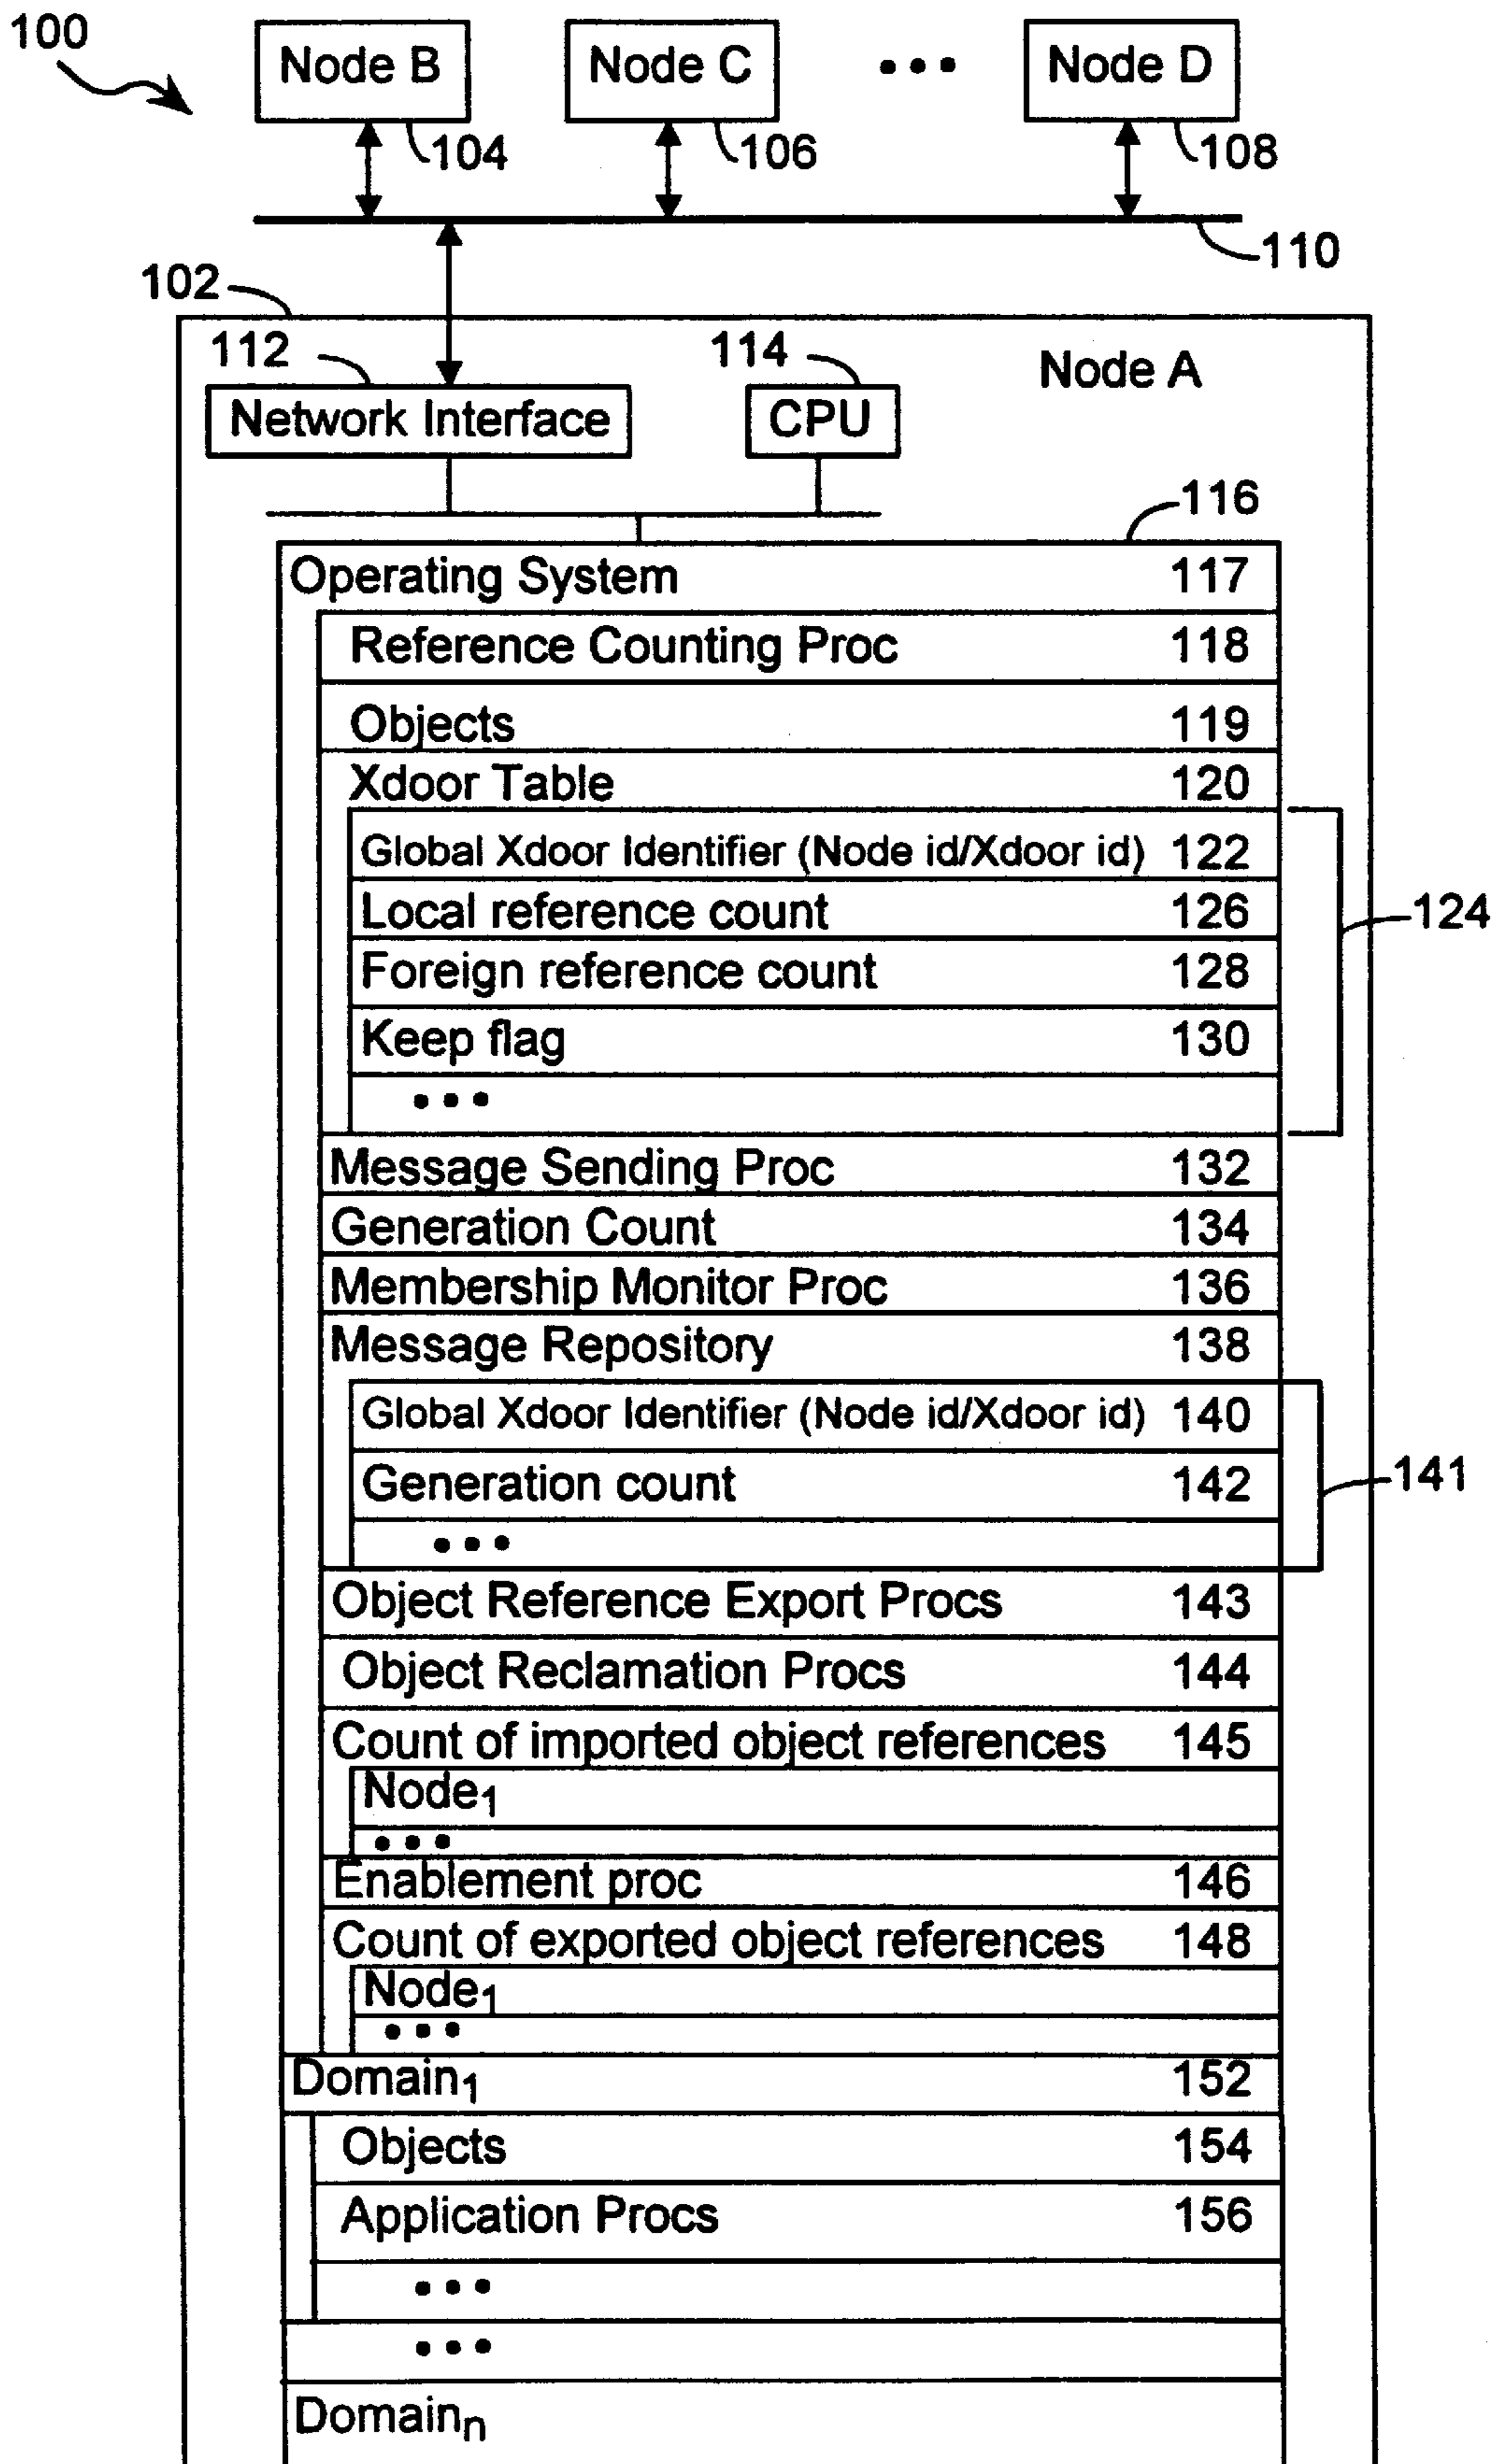 100
Node B
Node C
• • •
Node D
104
106
108
110
102
112
114
Node A
Network Interface
CPU
116
Operating System 117
Reference Counting Proc 118
Objects 119
Xdoor Table 120
Global Xdoor Identifier (Node id/Xdoor id) 122
Local reference count 126
124
Foreign reference count 128
Keep flag 130
• • •
Message Sending Proc 132
Generation Count 134
Membership Monitor Proc 136
Message Repository 138
Global Xdoor Identifier (Node id/Xdoor id) 140
Generation count 142
141
• • •
Object Reference Export Procs 143
Object Reclamation Procs 144
Count of imported object references 145
Node1
• • •
Enablement proc 146
Count of exported object references 148
Node1
• • •
Domain1 152
Objects 154
Application Procs 156
• • •
• • •
Domainn